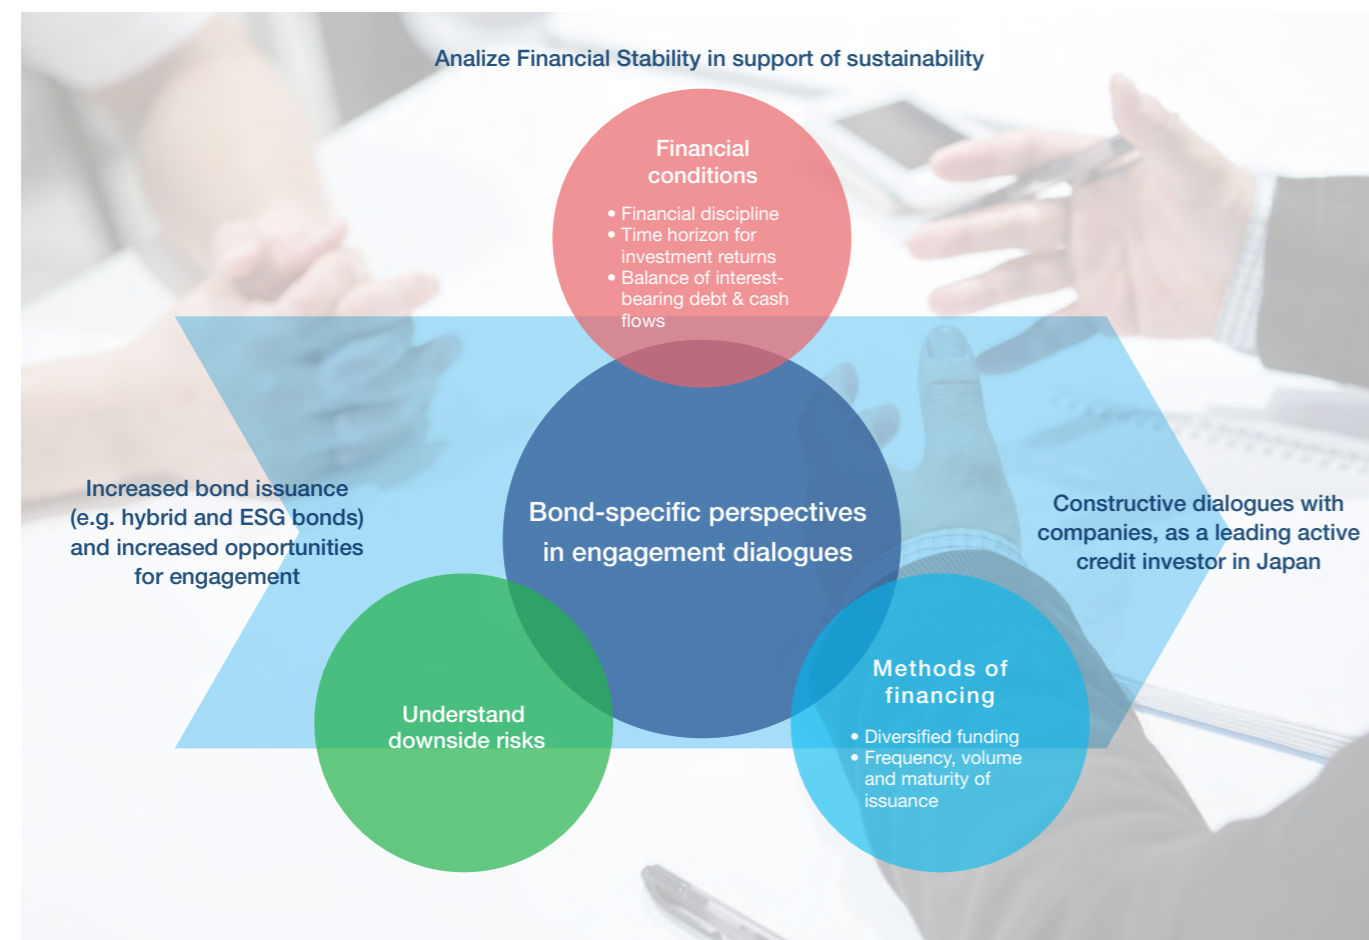 Analize Financial Stability in support of sustainability
Financial
conditions
• Financial discipline
• Time horizon for
investment returns
• Balance of interest-
bearing debt & cash
flows
Increased bond issuance
(e.g. hybrid and ESG bonds)
and increased opportunities
for engagement
Bond-specific perspectives
in engagement dialogues
Constructive dialogues with
companies, as a leading active
credit investor in Japan
Understand
downside risks
Methods of
financing
• Diversified funding
• Frequency, volume
and maturity of
issuance